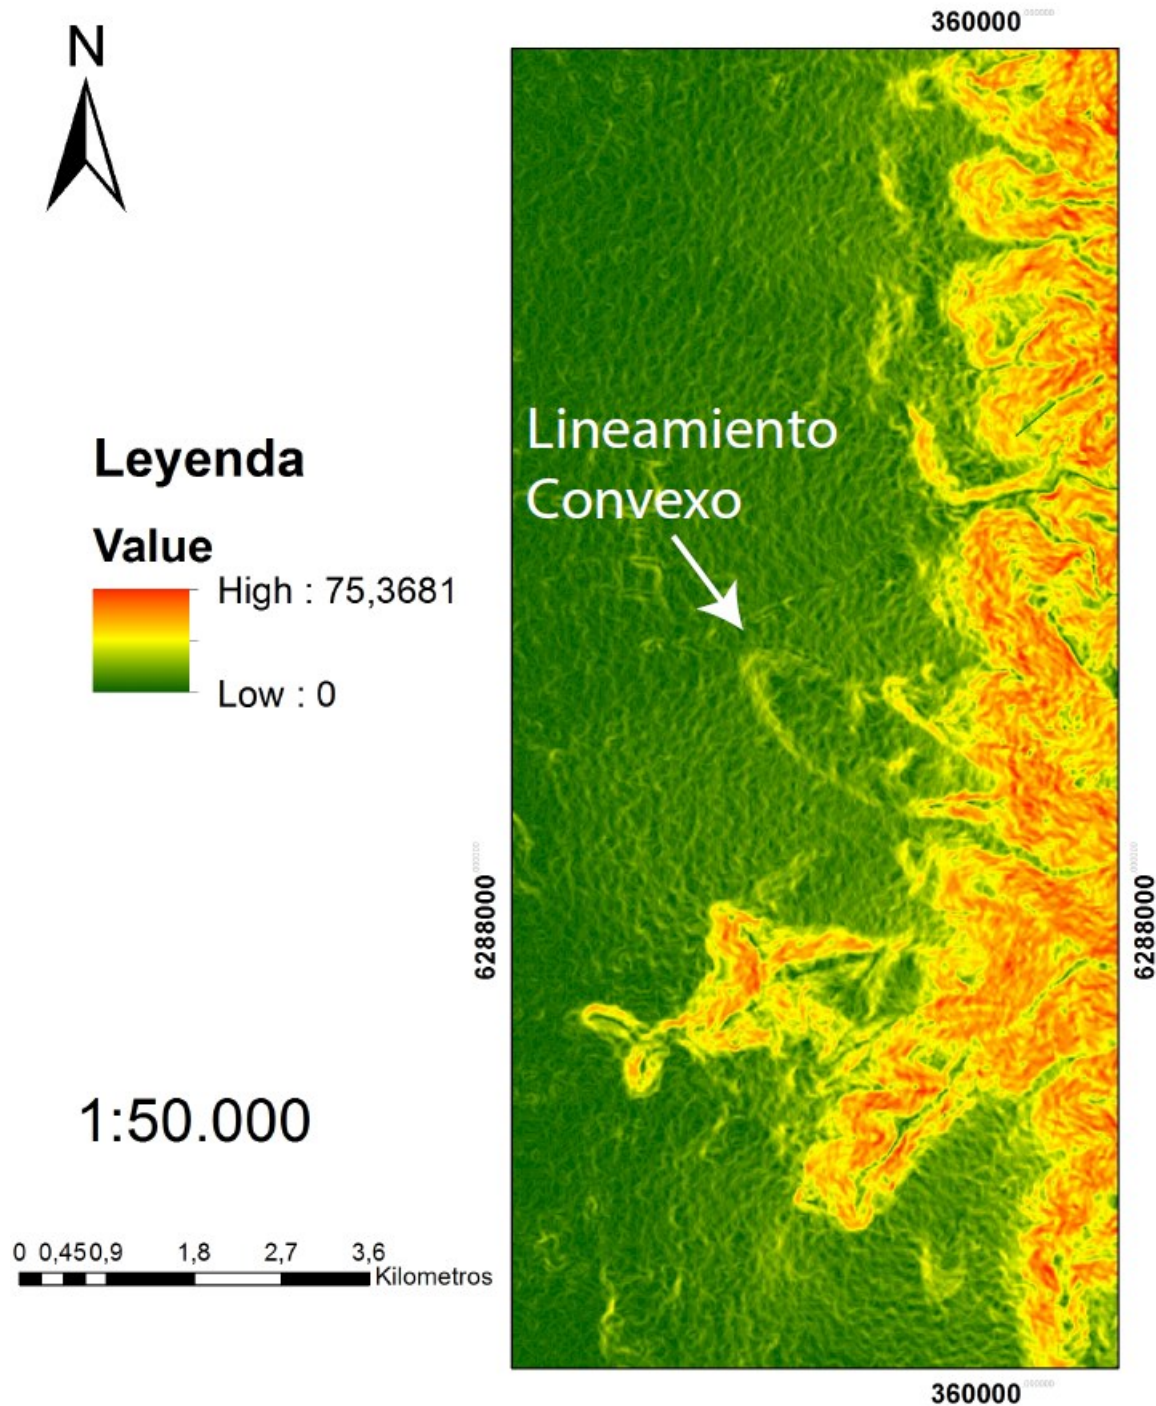 N
360000
Lineamiento
Convexo
Leyenda
Value
High : 75,3681
Low : 0
6288000
6288000
1:50.000
0 0,450,9 1,8 2,7 3,6
Kilometros
360000